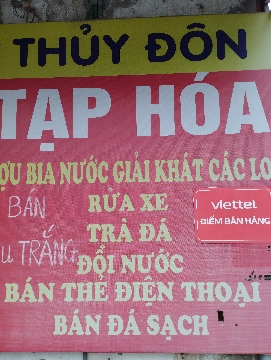 THỦY ĐÔN
TẠP HÓA
ỢU BIA NƯỚC GIẢI KHÁT CÁC LO
BÁN
RỬA XE
viettel
ĐIỂM BÁN HÀNG
TRÀ ĐÁ
U TRẮNG
ĐỔI NƯỚC
BÁN THẺ ĐIỆN THOẠI
BÁN ĐÁ SẠCH